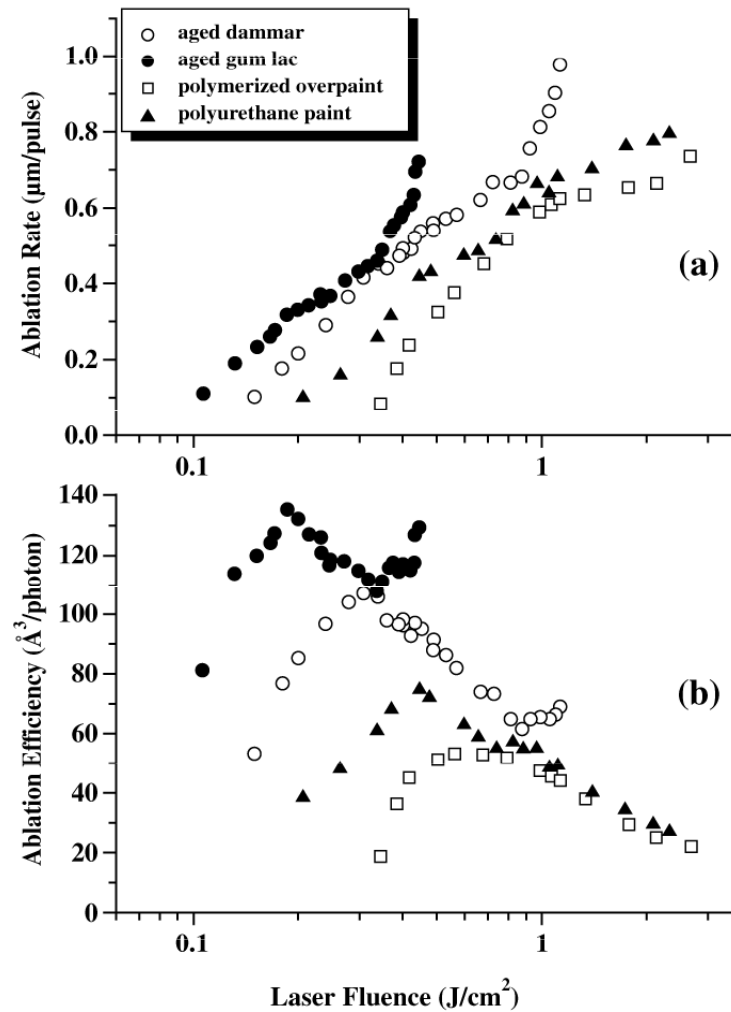 aged dammar
aged gum lac
polymerized overpaint
polyurethane paint
1.0
0.8
0.6
0.4
0.2
0.0
Ablation Rate (µm/pulse)
(a)
0.1
1
140
120
100
80
60
40
20
0
Ablation Efficiency (Å³/photon)
(b)
0.1
1
Laser Fluence (J/cm²)